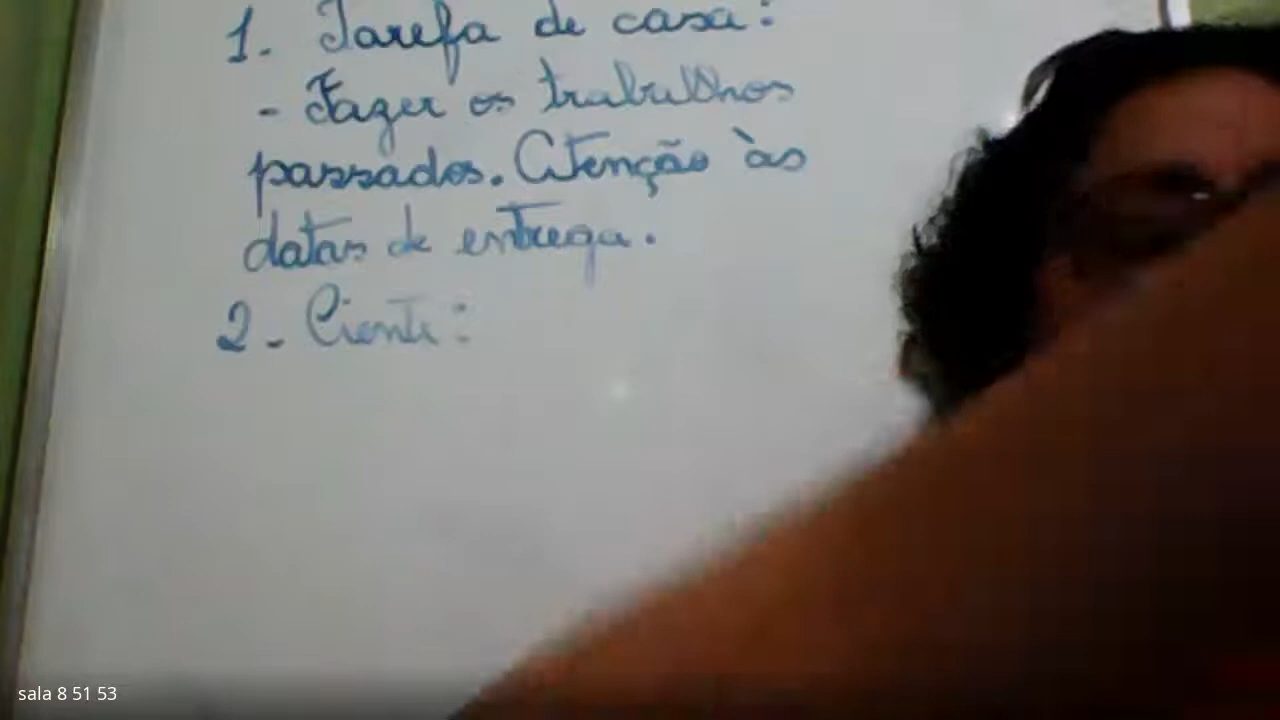 1. Tarefa de casa:
- Fazer os trabalhos
passados. Atenção às
datas de entrega.
2. Ciente:
sala 8 51 53